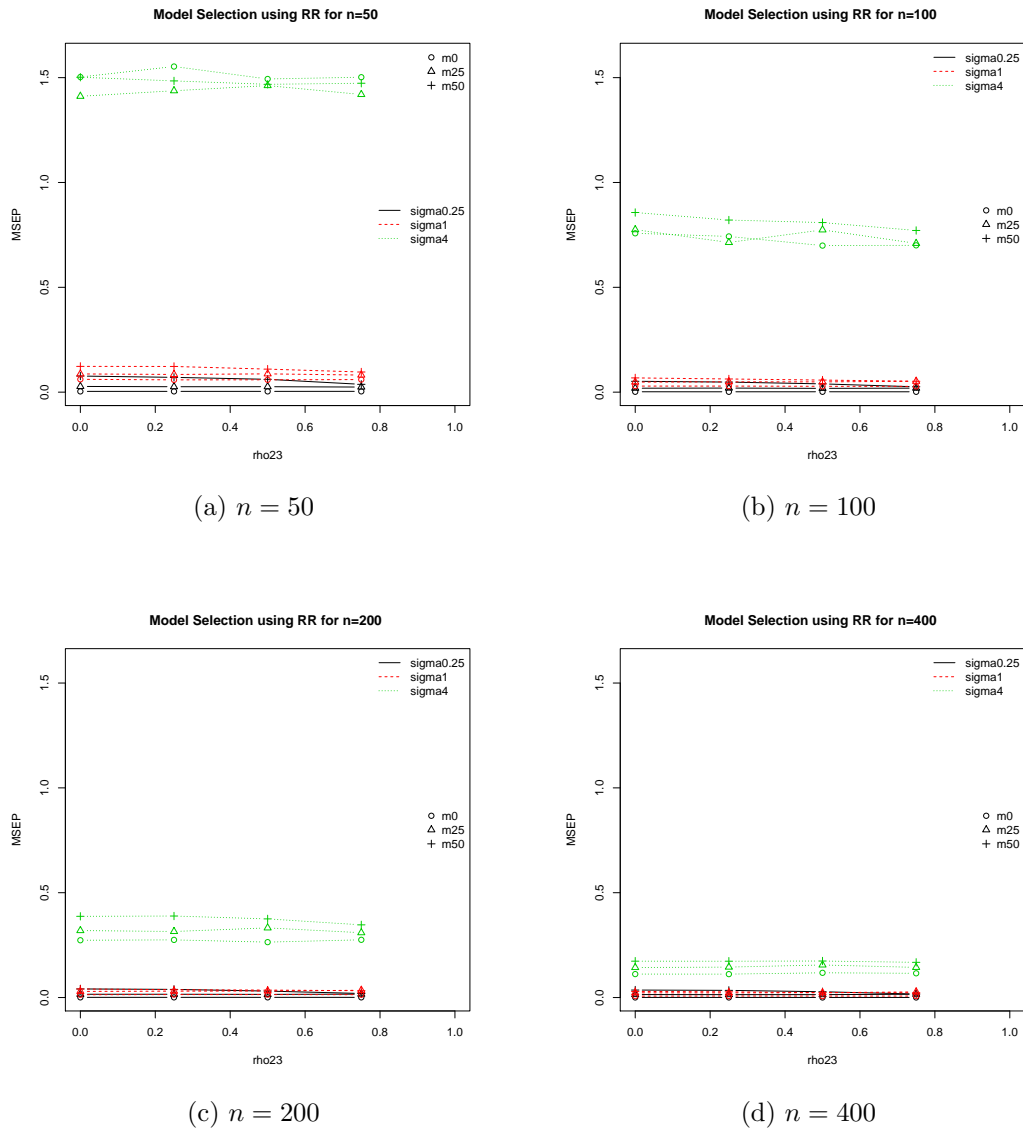 Model Selection using RR for n=50
MSEP
1.5
1.0
0.5
0.0
m0
m25
m50
sigma0.25
sigma1
sigma4
0.0 0.2 0.4 0.6 0.8 1.0
rho23
(a) n = 50
Model Selection using RR for n=100
MSEP
1.5
1.0
0.5
0.0
sigma0.25
sigma1
sigma4
m0
m25
m50
0.0 0.2 0.4 0.6 0.8 1.0
rho23
(b) n = 100
Model Selection using RR for n=200
MSEP
1.5
1.0
0.5
0.0
sigma0.25
sigma1
sigma4
m0
m25
m50
0.0 0.2 0.4 0.6 0.8 1.0
rho23
(c) n = 200
Model Selection using RR for n=400
MSEP
1.5
1.0
0.5
0.0
sigma0.25
sigma1
sigma4
m0
m25
m50
0.0 0.2 0.4 0.6 0.8 1.0
rho23
(d) n = 400